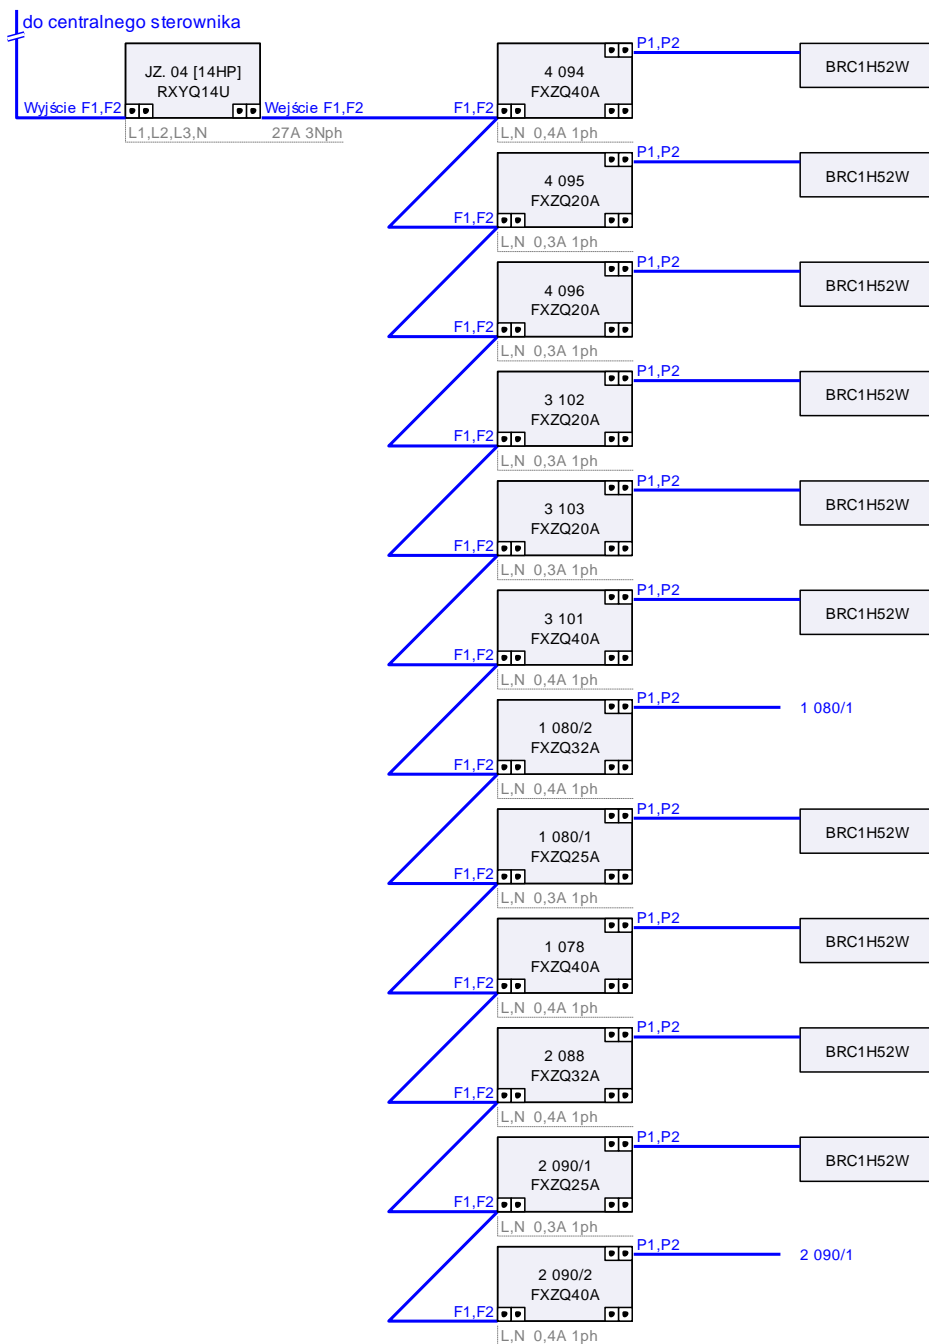 do centralnego sterownika
JZ. 04 [14HP]
RXYQ14U
Wyjście F1,F2
Wejście F1,F2
L1,L2,L3,N 27A 3Nph
4 094
FXZQ40A
F1,F2
P1,P2
BRC1H52W
L,N 0,4A 1ph
4 095
FXZQ20A
F1,F2
P1,P2
BRC1H52W
L,N 0,3A 1ph
4 096
FXZQ20A
F1,F2
P1,P2
BRC1H52W
L,N 0,3A 1ph
3 102
FXZQ20A
F1,F2
P1,P2
BRC1H52W
L,N 0,3A 1ph
3 103
FXZQ20A
F1,F2
P1,P2
BRC1H52W
L,N 0,3A 1ph
3 101
FXZQ40A
F1,F2
P1,P2
BRC1H52W
L,N 0,4A 1ph
1 080/2
FXZQ32A
F1,F2
P1,P2
1 080/1
L,N 0,4A 1ph
1 080/1
FXZQ25A
F1,F2
P1,P2
BRC1H52W
L,N 0,3A 1ph
1 078
FXZQ40A
F1,F2
P1,P2
BRC1H52W
L,N 0,4A 1ph
2 088
FXZQ32A
F1,F2
P1,P2
BRC1H52W
L,N 0,4A 1ph
2 090/1
FXZQ25A
F1,F2
P1,P2
BRC1H52W
L,N 0,3A 1ph
2 090/2
FXZQ40A
F1,F2
P1,P2
2 090/1
L,N 0,4A 1ph